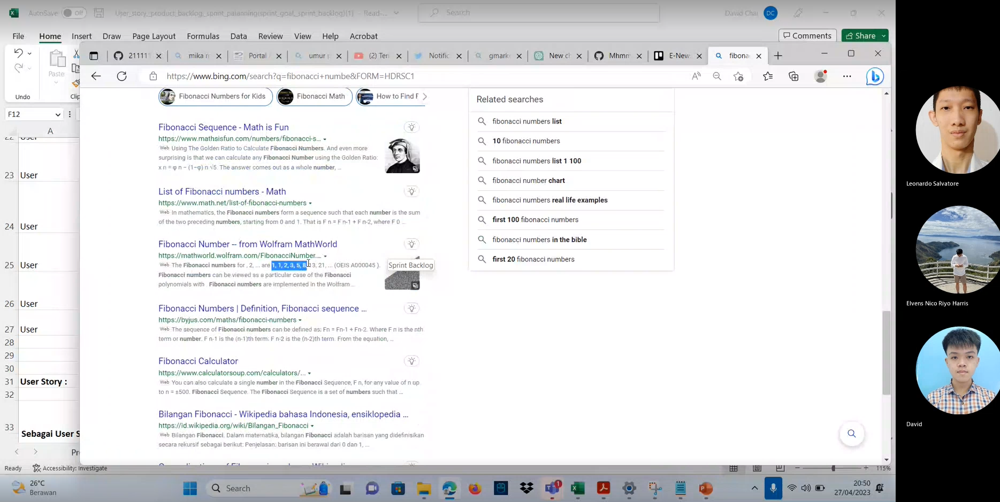 AutoSave Off User_story,_product_backlog_sprint_palanning(sprint_goal_sprint_backlog)(1) - Read-... Search David Chai DC
File Home Insert Draw Page Layout Formulas Data Review View Help Acrobat Comments Share
211111 mika n Portal / umur p (2) Ter Notific gmarke New ch Mhmm E-New fibona
https://www.bing.com/search?q=fibonacci+numbe&FORM=HDRSC1
Paste
Undo Clip
F12
A
Fibonacci Numbers for Kids Fibonacci Math How to Find F
Fibonacci Sequence - Math is Fun
https://www.mathsisfun.com/numbers/fibonacci-s...
Web Using The Golden Ratio to Calculate Fibonacci Numbers. And even more
surprising is that we can calculate any Fibonacci Number using the Golden Ratio:
x n = φ n − (1−φ) n √5. The answer comes out as a whole number, ...
List of Fibonacci numbers - Math
https://www.math.net/list-of-fibonacci-numbers
Web In mathematics, the Fibonacci numbers form a sequence such that each number is the sum
of the two preceding numbers, starting from 0 and 1. That is F n = F n-1 + F n-2, where F 0 ...
Fibonacci Number -- from Wolfram MathWorld
https://mathworld.wolfram.com/FibonacciNumber....
Web The Fibonacci numbers for , 2, ... are 1, 1, 2, 3, 5, 8, 13, 21, ... (OEIS A000045 ).
Fibonacci numbers can be viewed as a particular case of the Fibonacci
polynomials with Fibonacci numbers are implemented in the Wolfram...
Sprint Backlog
Fibonacci Numbers | Definition, Fibonacci sequence ...
https://byjus.com/maths/fibonacci-numbers
Web The sequence of Fibonacci numbers can be defined as: Fn = Fn-1 + Fn-2. Where F n is the nth
term or number. F n-1 is the (n-1)th term; F n-2 is the (n-2)th term. From the equation, ...
Fibonacci Calculator
https://www.calculatorsoup.com/calculators/...
Web You can also calculate a single number in the Fibonacci Sequence, F n, for any value of n up
to n = ±500. Fibonacci Sequence. The Fibonacci Sequence is a set of numbers such that ...
Bilangan Fibonacci - Wikipedia bahasa Indonesia, ensiklopedia ...
https://id.wikipedia.org/wiki/Bilangan_Fibonacci
Web Bilangan Fibonacci. Dalam matematika, bilangan Fibonacci adalah barisan yang didefinisikan
secara rekursif sebagai berikut: Penjelasan: barisan ini berawal dari 0 dan 1, ...
Related searches
fibonacci numbers list
10 fibonacci numbers
fibonacci numbers list 1 100
fibonacci number chart
fibonacci numbers real life examples
first 100 fibonacci numbers
fibonacci numbers in the bible
first 20 fibonacci numbers
23 User
24 User
25 User
26 User
27 User
28
29
30
31 User Story :
32
33 Sebagai User S
Ready Accessibility: Investigate 115%
26°C
Berawan
Search
1
20:50
27/04/2023
Leonardo Salvatore
Elvens Nico Riyo Harris
David